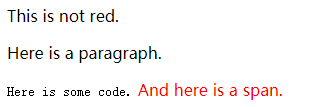 This is not red.
Here is a paragraph.
Here is some code. And here is a span.